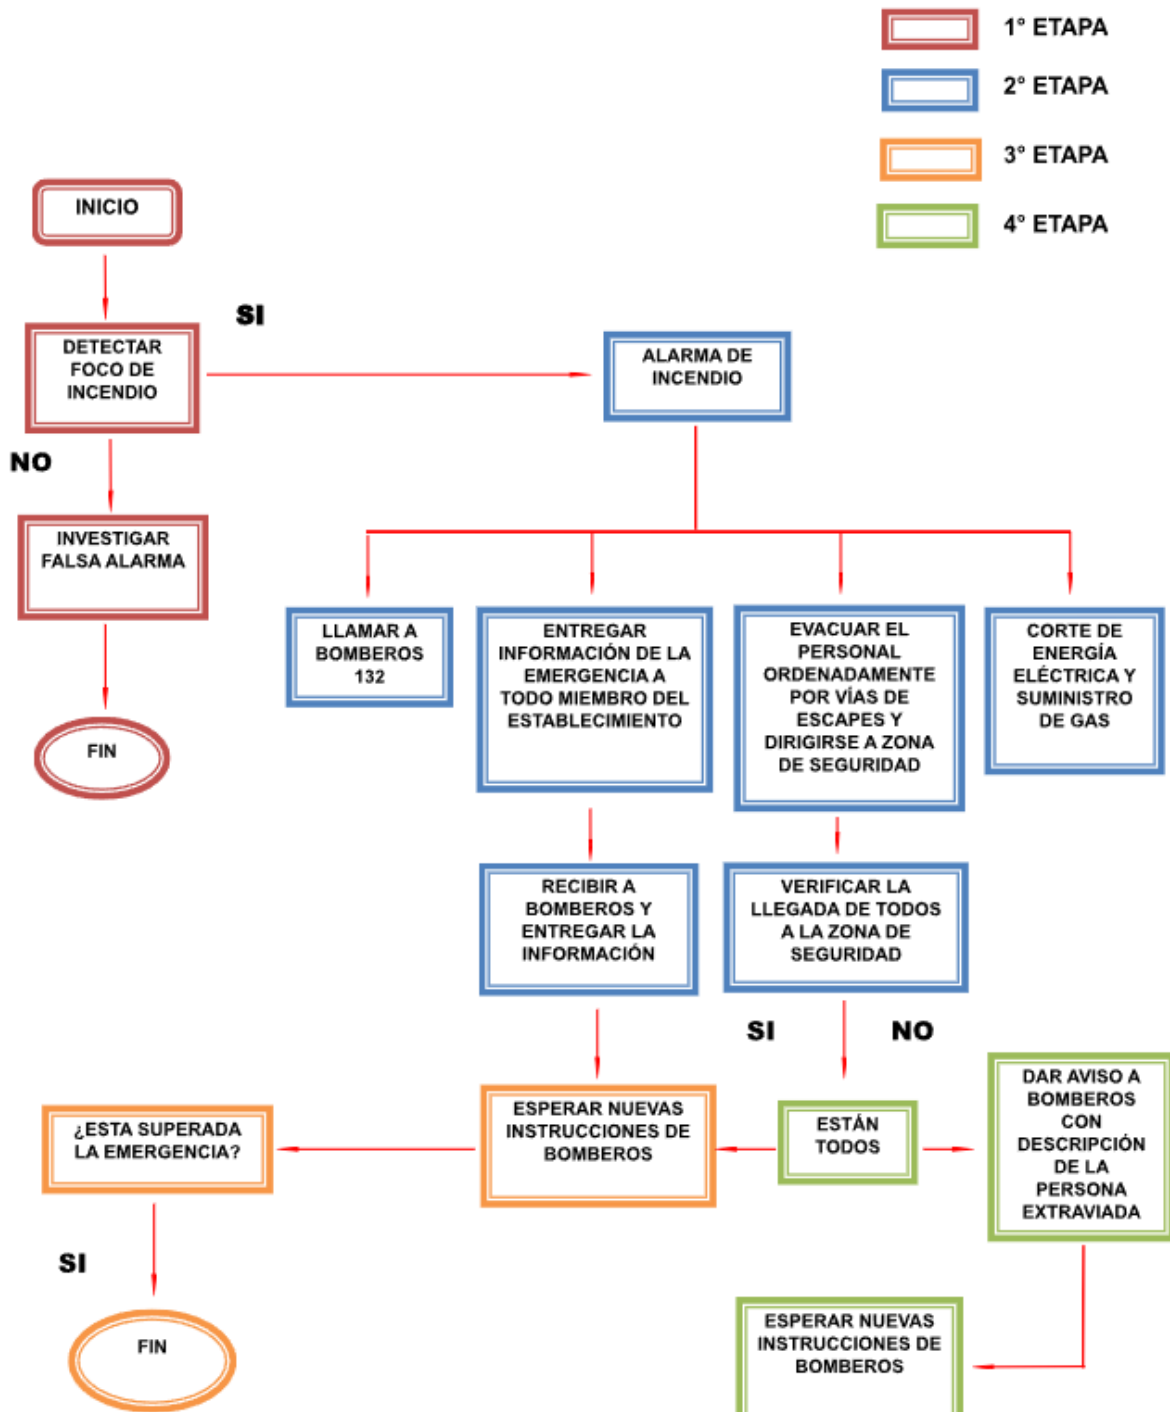 1° ETAPA
2° ETAPA
3° ETAPA
4° ETAPA
INICIO
SI
DETECTAR
FOCO DE
INCENDIO
ALARMA DE
INCENDIO
NO
INVESTIGAR
FALSA ALARMA
FIN
LLAMAR A
BOMBEROS
132
ENTREGAR
INFORMACIÓN DE LA
EMERGENCIA A
TODO MIEMBRO DEL
ESTABLECIMIENTO
EVACUAR EL
PERSONAL
ORDENADAMENTE
POR VÍAS DE
ESCAPES Y
DIRIGIRSE A ZONA
DE SEGURIDAD
CORTE DE
ENERGÍA
ELÉCTRICA Y
SUMINISTRO
DE GAS
RECIBIR A
BOMBEROS Y
ENTREGAR LA
INFORMACIÓN
VERIFICAR LA
LLEGADA DE TODOS
A LA ZONA DE
SEGURIDAD
SI
NO
¿ESTA SUPERADA
LA EMERGENCIA?
ESPERAR NUEVAS
INSTRUCCIONES DE
BOMBEROS
ESTÁN
TODOS
DAR AVISO A
BOMBEROS
CON
DESCRIPCIÓN
DE LA
PERSONA
EXTRAVIADA
SI
FIN
ESPERAR NUEVAS
INSTRUCCIONES DE
BOMBEROS